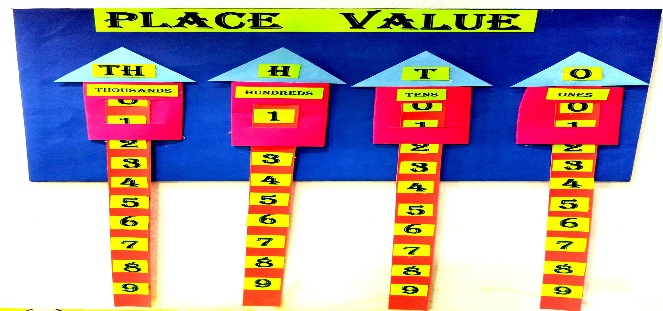 PLACE VALUE
TH H T O
THOUSANDS HUNDREDS TENS ONES
0 1 0 0
1 1 1
2 2 2
3 3 3 3
4 4 4 4
5 5 5 5
6 6 6 6
7 7 7 7
8 8 8 8
9 9 9 9